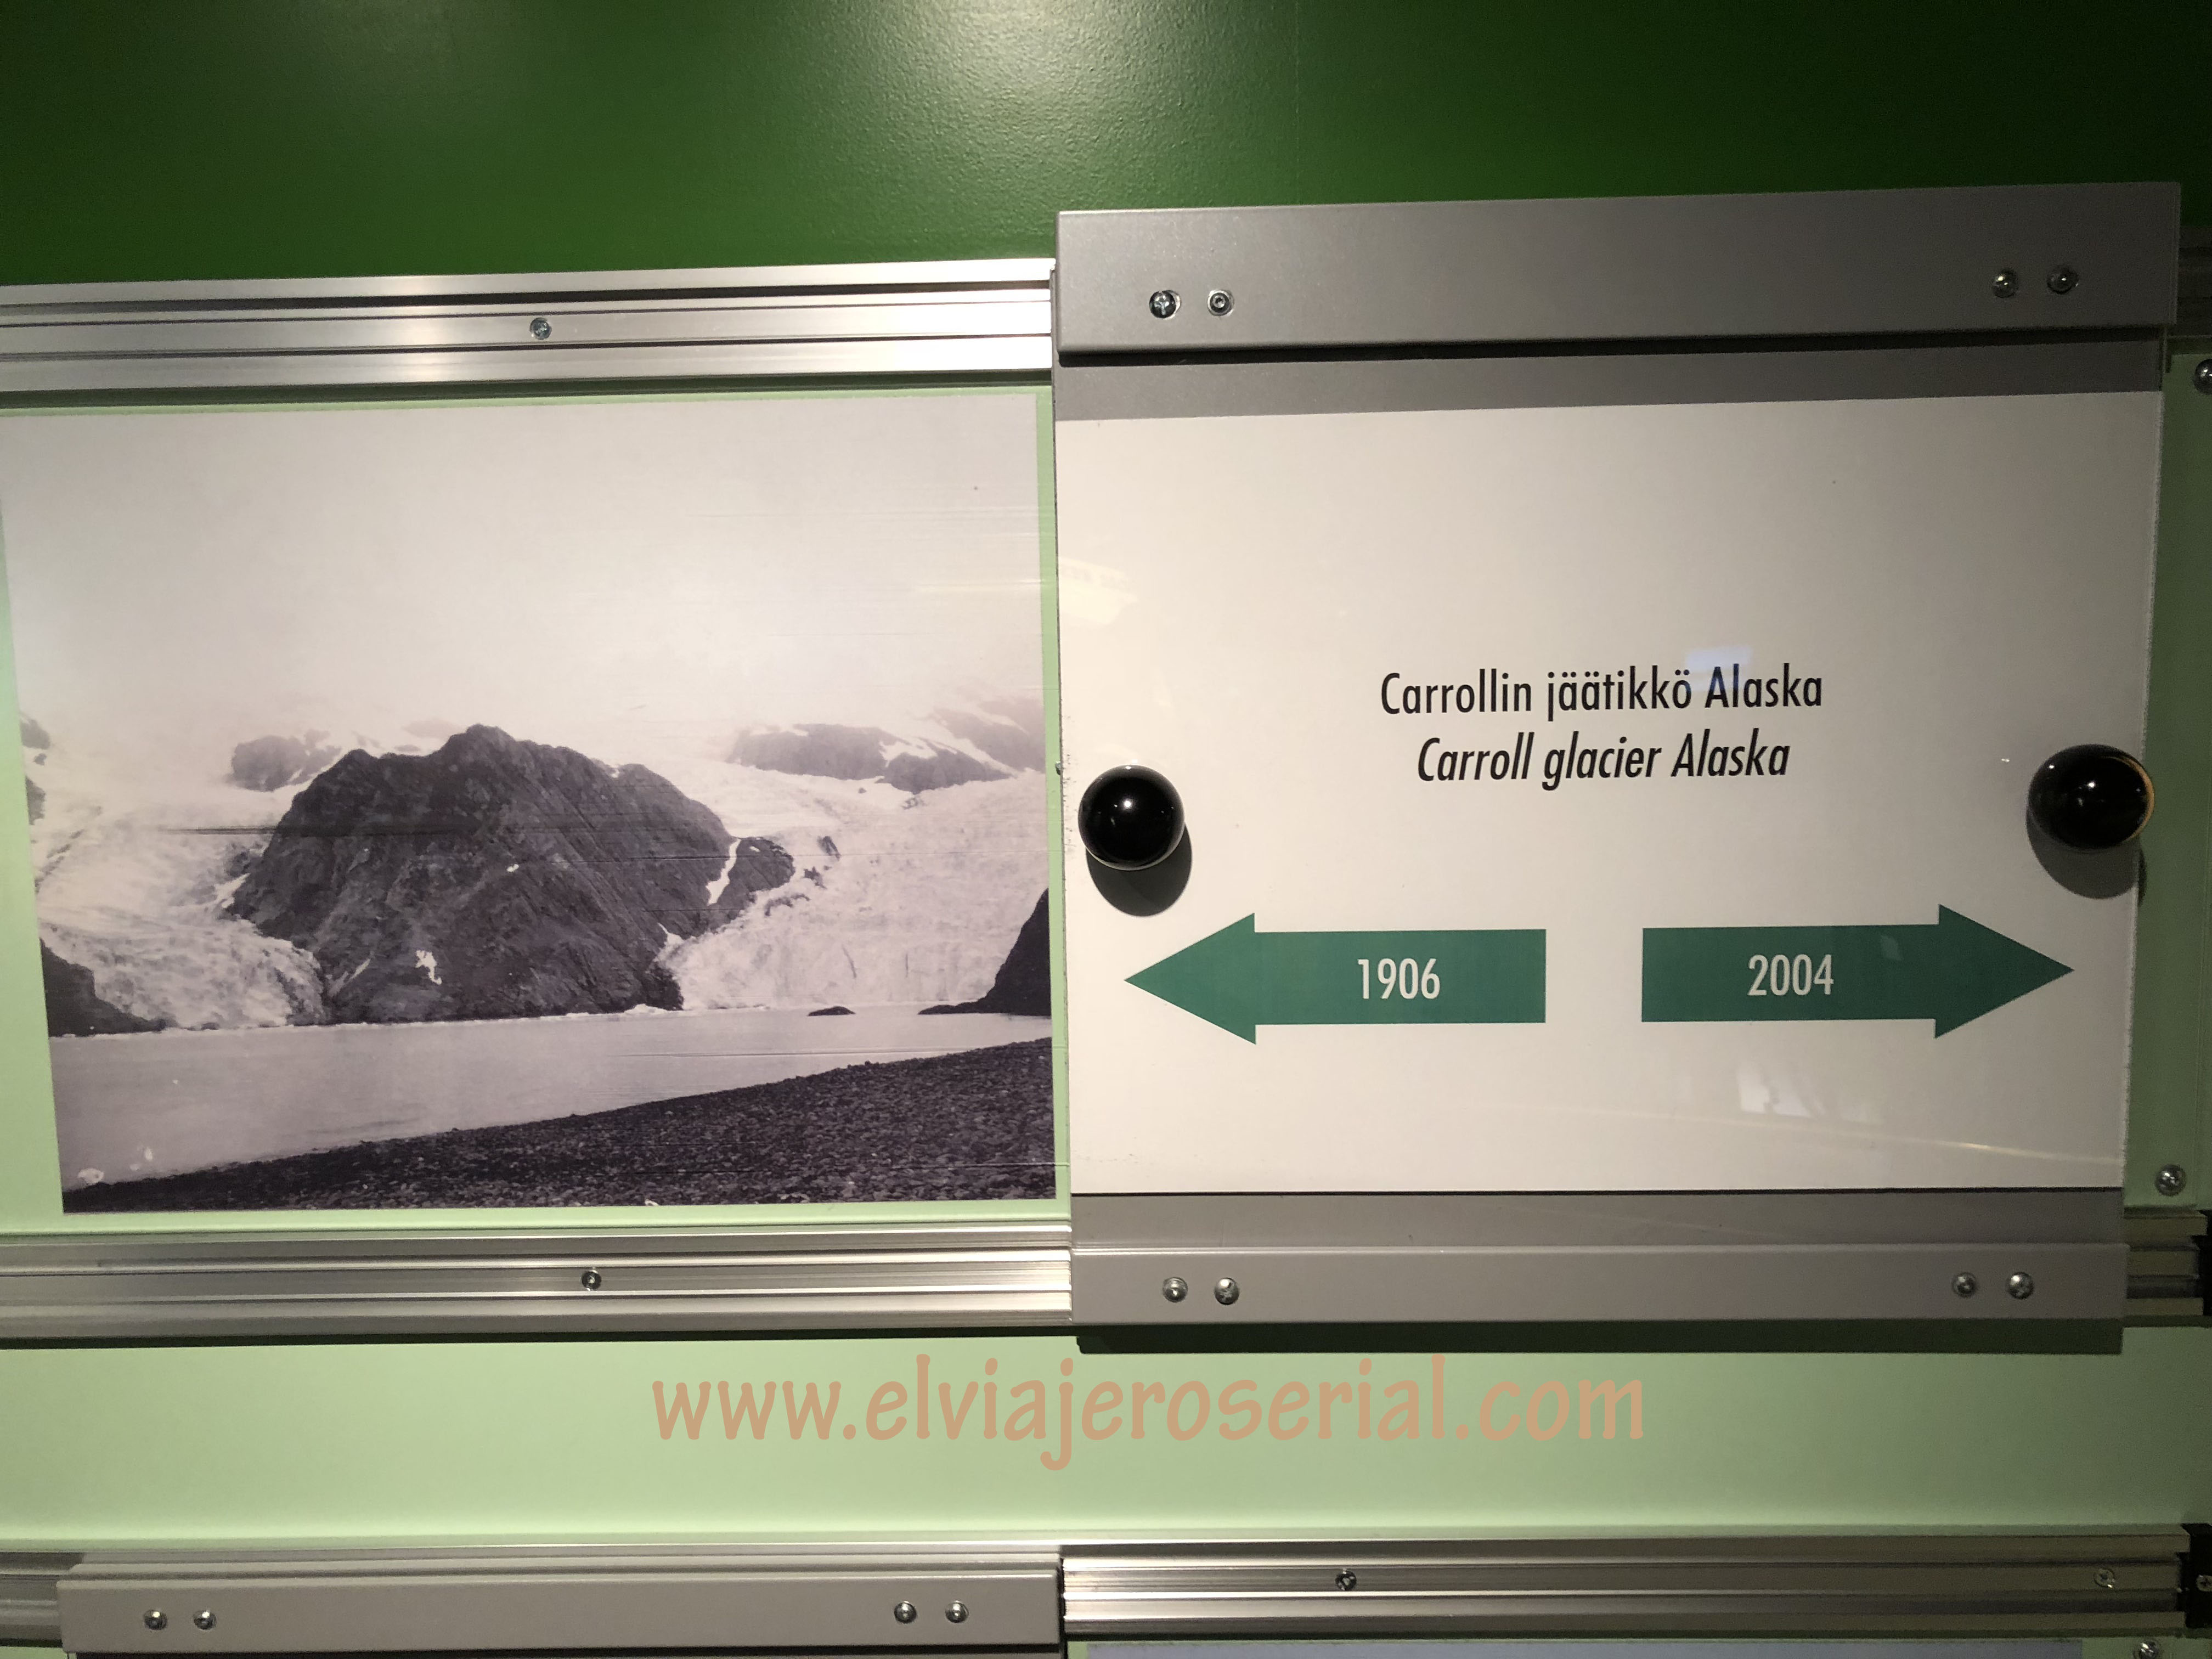 Carrollin jäätikkö Alaska
Carroll glacier Alaska
1906
2004
www.elviajeroserial.com